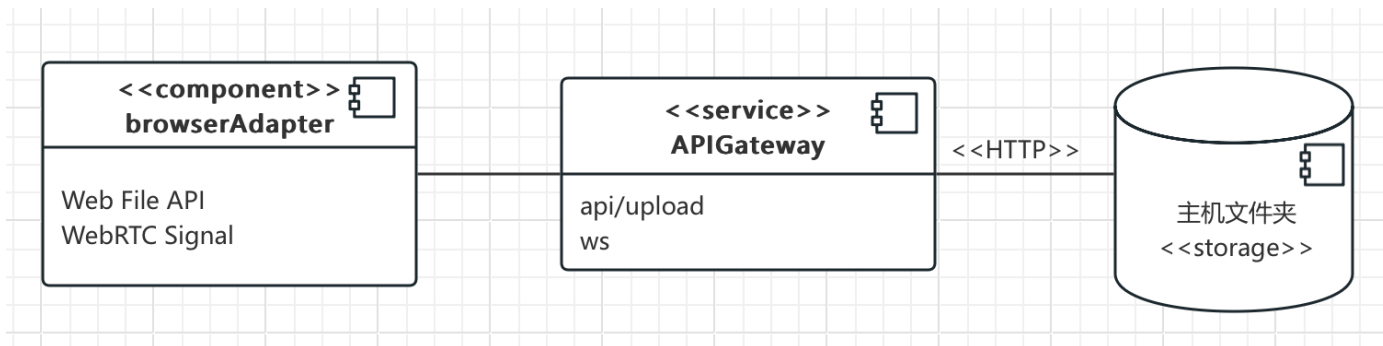 <<component>>
browserAdapter
Web File API
WebRTC Signal
<<service>>
APIGateway
api/upload
ws
<<HTTP>>
主机文件夹
<<storage>>